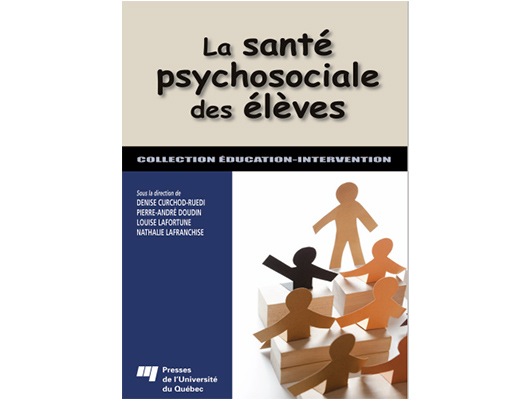 La santé
psychosociale
des élèves
COLLECTION ÉDUCATION-INTERVENTION
Sous la direction de
DENISE CURCHOD-RUEDI
PIERRE-ANDRÉ DOUDIN
LOUISE LAFORTUNE
NATHALIE LAFRANCHISE
Presses
de l'Université
du Québec